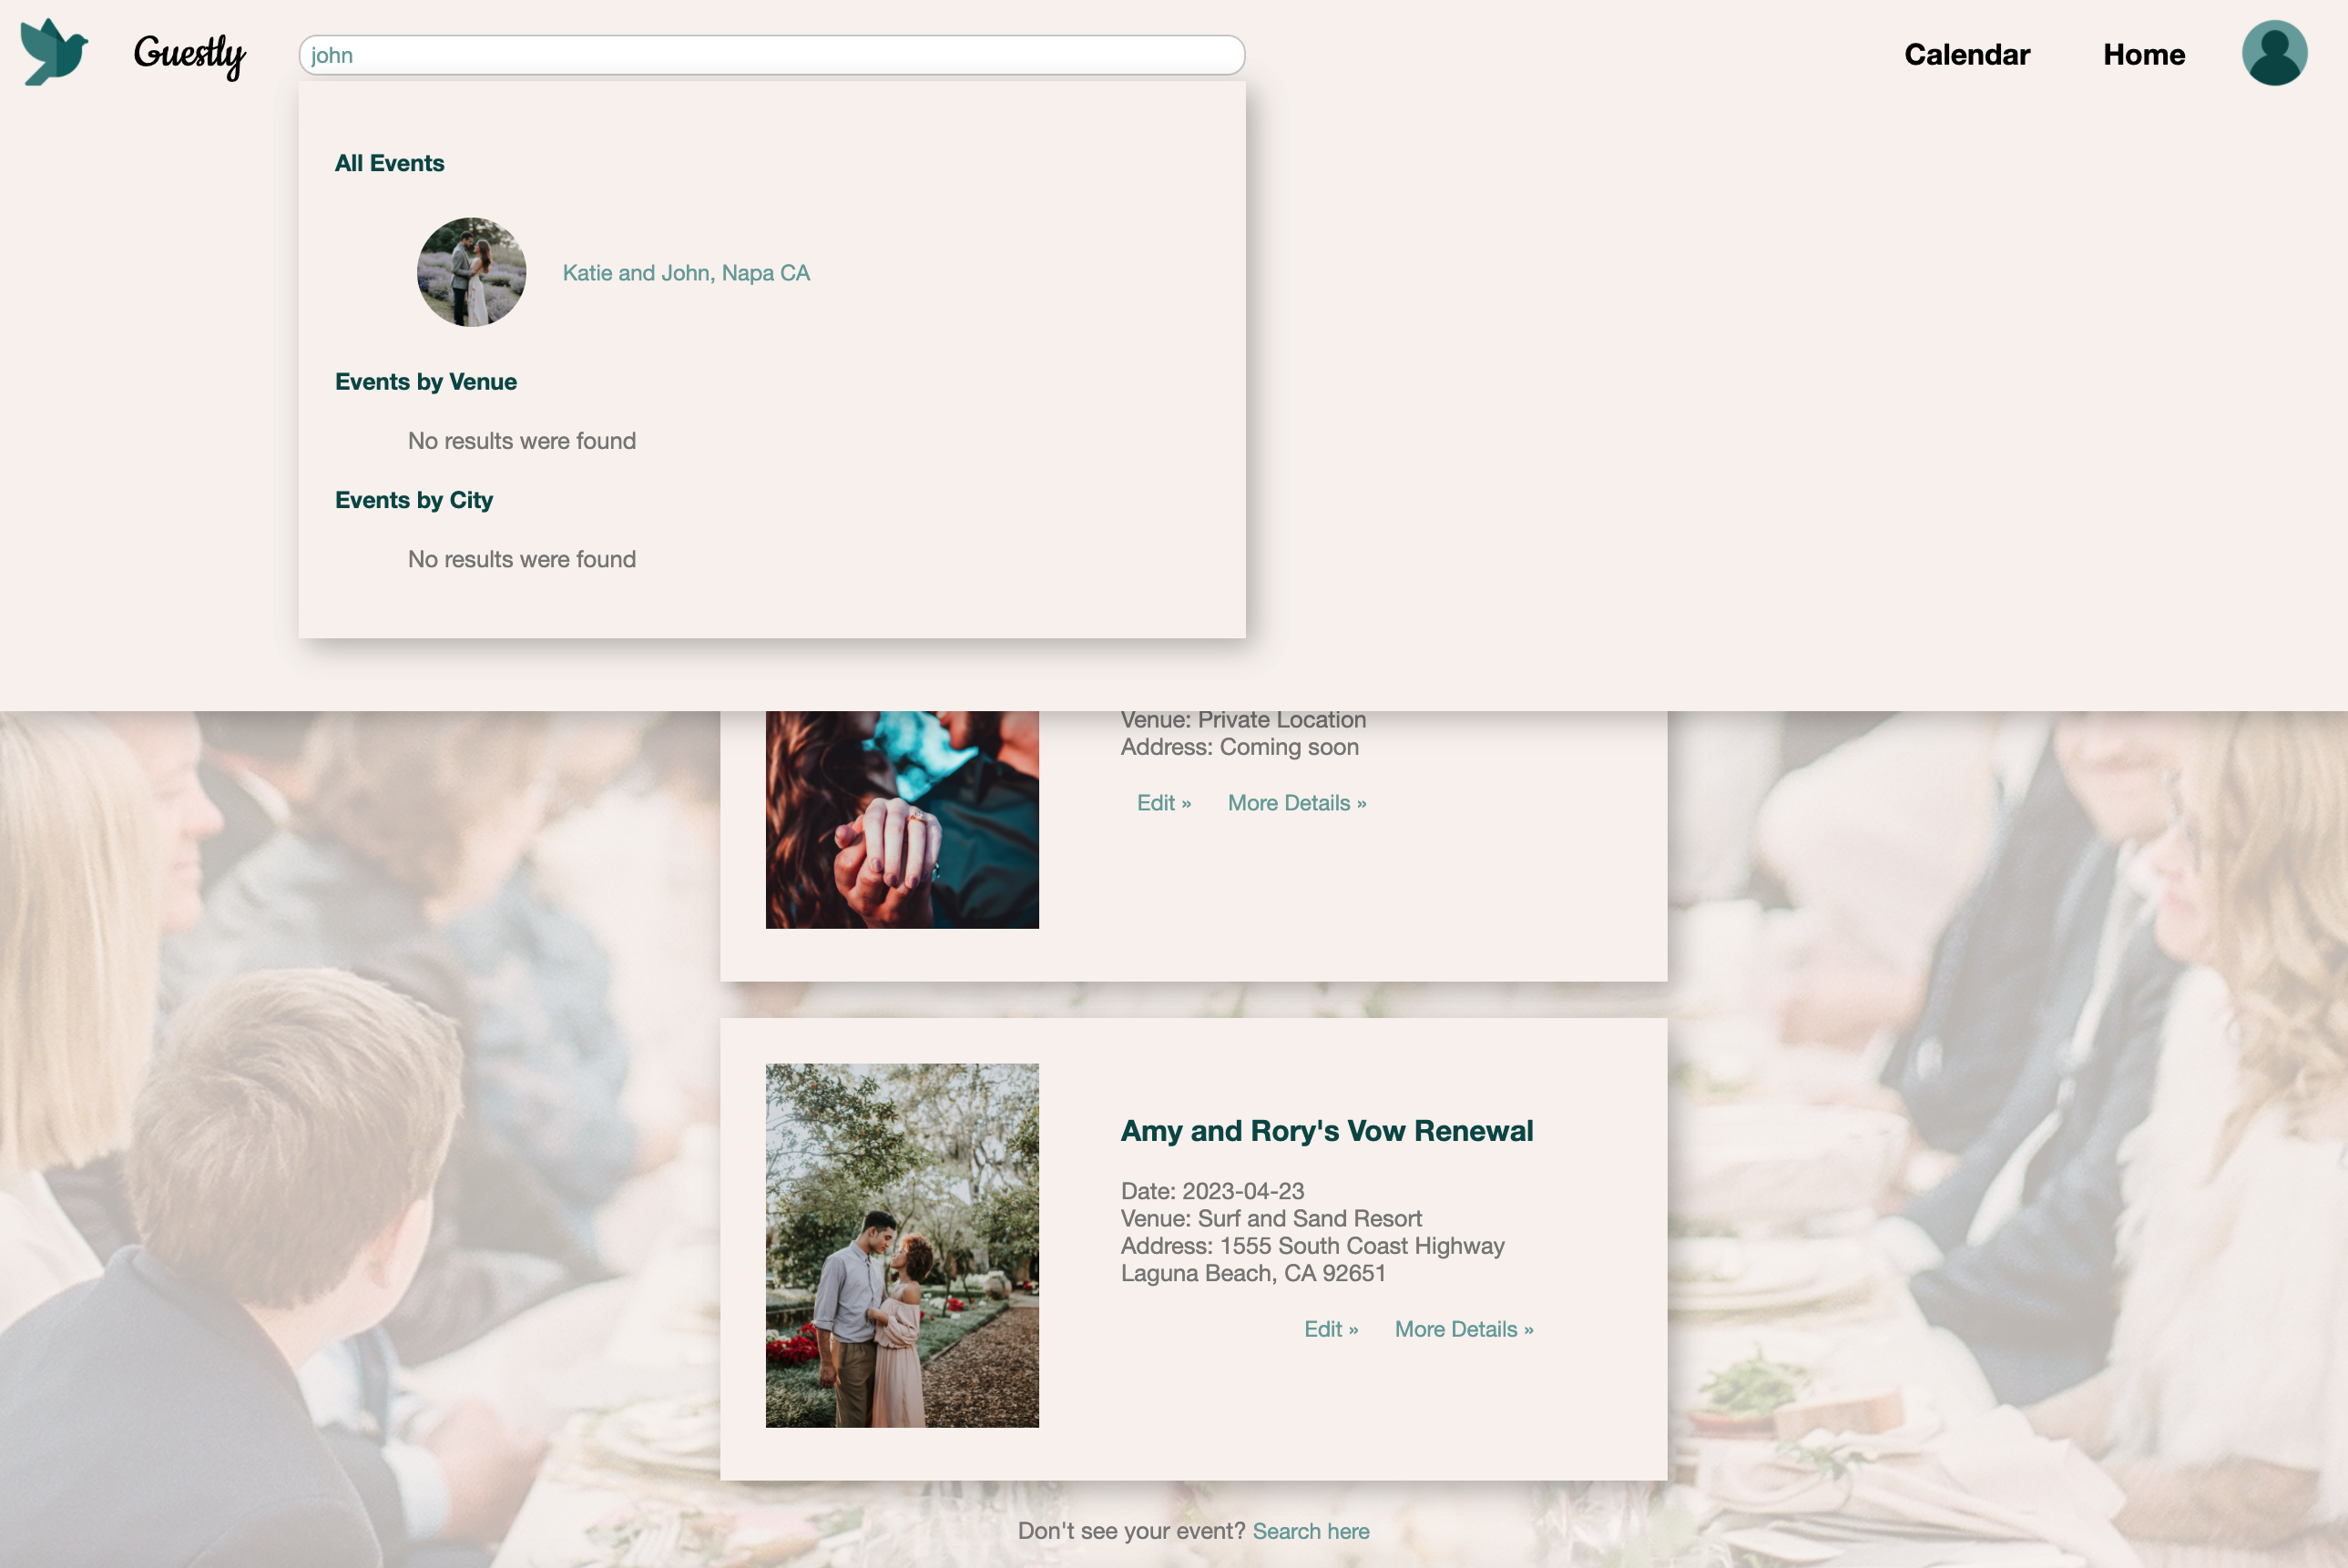 Guestly
john
Calendar
Home
All Events
Katie and John, Napa CA
Events by Venue
No results were found
Events by City
No results were found
Venue: Private Location
Address: Coming soon
Edit »
More Details »
Amy and Rory's Vow Renewal
Date: 2023-04-23
Venue: Surf and Sand Resort
Address: 1555 South Coast Highway
Laguna Beach, CA 92651
Edit »
More Details »
Don't see your event? Search here